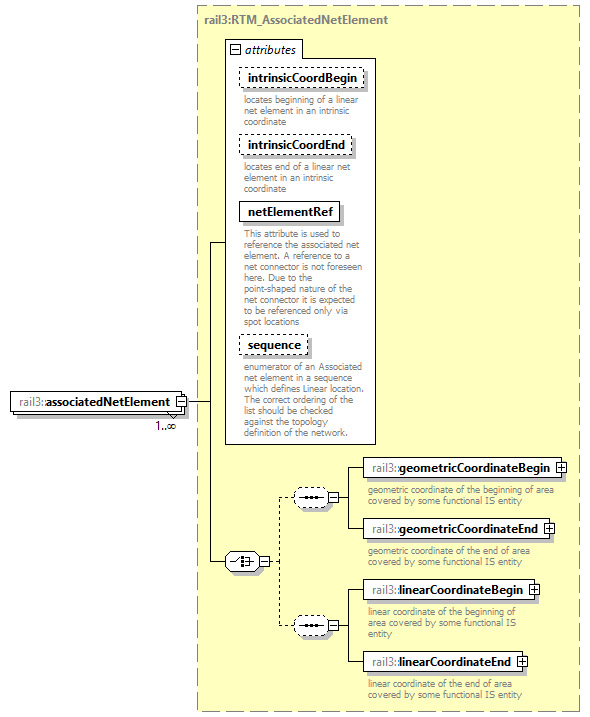 rail3:RTM_AssociatedNetElement
attributes
intrinsicCoordBegin
locates beginning of a linear
net element in an intrinsic
coordinate
intrinsicCoordEnd
locates end of a linear net
element in an intrinsic
coordinate
netElementRef
This attribute is used to
reference the associated net
element. A reference to a
net connector is not foreseen
here. Due to the
point-shaped nature of the
net connector it is expected
to be referenced only via
spot locations
sequence
enumerator of an Associated
net element in a sequence
which defines Linear location.
The correct ordering of the
list should be checked
against the topology
definition of the network.
rail3::associatedNetElement
1..∞
rail3::geometricCoordinateBegin
geometric coordinate of the beginning of area
covered by some functional IS entity
rail3::geometricCoordinateEnd
geometric coordinate of the end of area
covered by some functional IS entity
rail3::linearCoordinateBegin
linear coordinate of the beginning of
area covered by some functional IS
entity
rail3::linearCoordinateEnd
linear coordinate of the end of area
covered by some functional IS entity